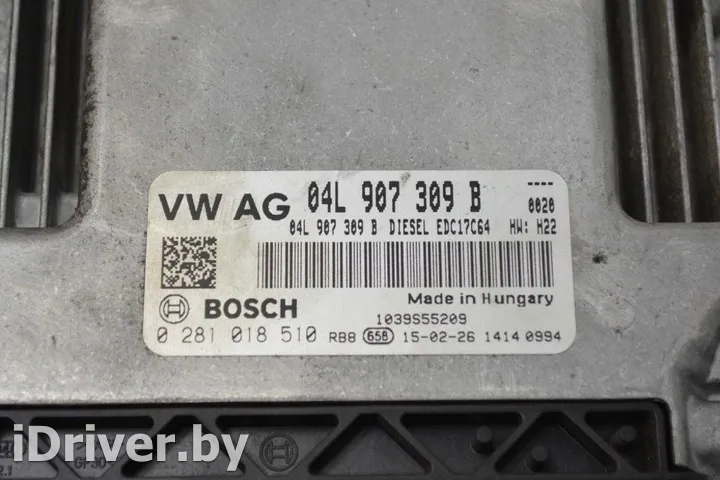 VW AG 04L 907 309 B ----
0020
04L 907 309 B DIESEL EDC17C64 HW: H22
Made in Hungary
BOSCH 1039S55209
0 281 018 510 RB8 658 15-02-26 1414 0994
iDriver.by